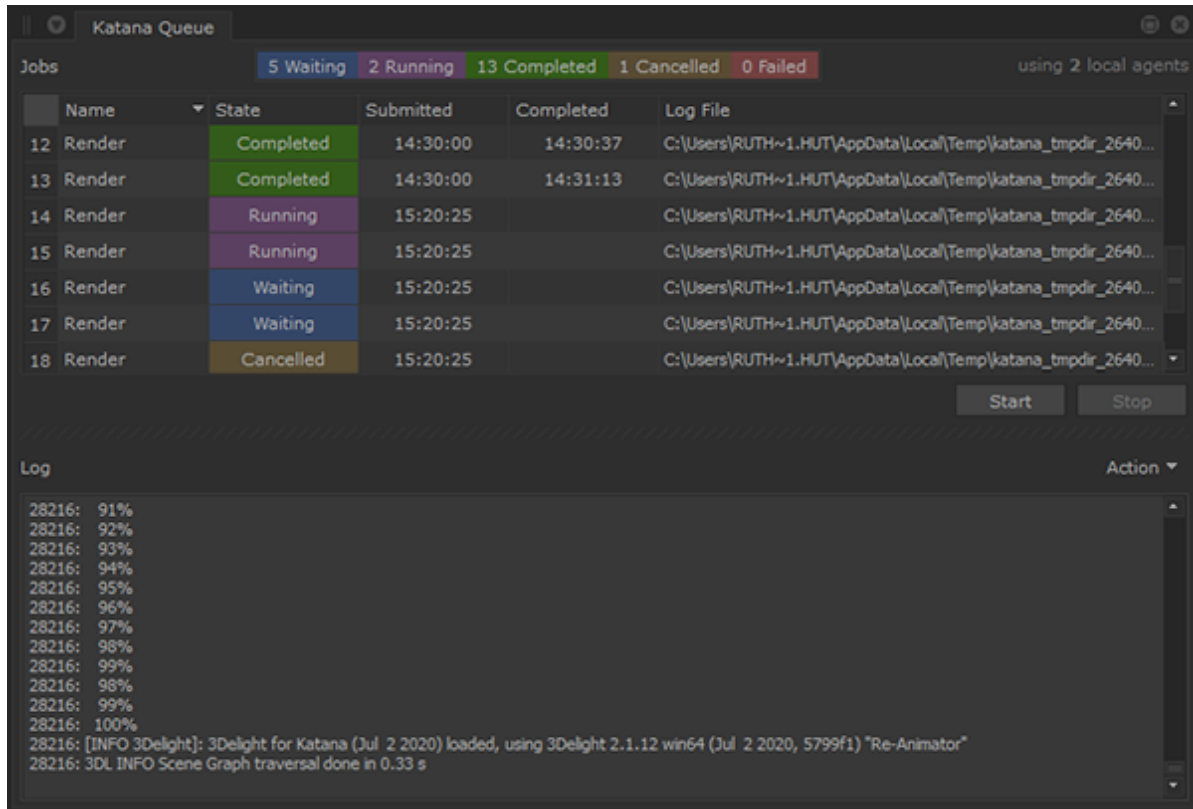 Katana Queue
Jobs 5 Waiting 2 Running 13 Completed 1 Cancelled 0 Failed using 2 local agents
Name State Submitted Completed Log File
12 Render Completed 14:30:00 14:30:37 C:\Users\RUTH~1.HUT\AppData\Local\Temp\katana_tmpdir_2640...
13 Render Completed 14:30:00 14:31:13 C:\Users\RUTH~1.HUT\AppData\Local\Temp\katana_tmpdir_2640...
14 Render Running 15:20:25 C:\Users\RUTH~1.HUT\AppData\Local\Temp\katana_tmpdir_2640...
15 Render Running 15:20:25 C:\Users\RUTH~1.HUT\AppData\Local\Temp\katana_tmpdir_2640...
16 Render Waiting 15:20:25 C:\Users\RUTH~1.HUT\AppData\Local\Temp\katana_tmpdir_2640...
17 Render Waiting 15:20:25 C:\Users\RUTH~1.HUT\AppData\Local\Temp\katana_tmpdir_2640...
18 Render Cancelled 15:20:25 C:\Users\RUTH~1.HUT\AppData\Local\Temp\katana_tmpdir_2640...
Start Stop
Log Action
28216: 91%
28216: 92%
28216: 93%
28216: 94%
28216: 95%
28216: 96%
28216: 97%
28216: 98%
28216: 99%
28216: 98%
28216: 99%
28216: 100%
28216: [INFO 3Delight]: 3Delight for Katana (Jul 2 2020) loaded, using 3Delight 2.1.12 win64 (Jul 2 2020, 5799f1) "Re-Animator"
28216: 3DL INFO Scene Graph traversal done in 0.33 s